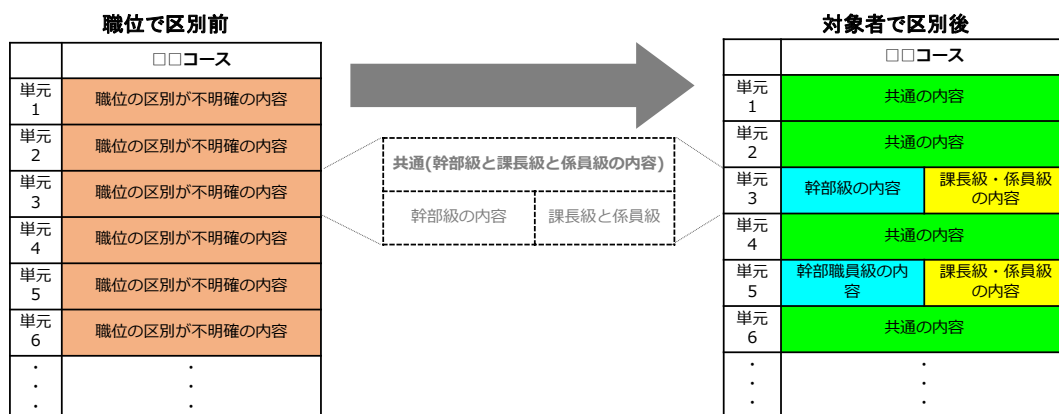 職位で区別前
□□コース
単元
1
職位の区別が不明確の内容
単元
2
職位の区別が不明確の内容
単元
3
職位の区別が不明確の内容
単元
4
職位の区別が不明確の内容
単元
5
職位の区別が不明確の内容
単元
6
職位の区別が不明確の内容
・
・
・
・
・
・
共通(幹部級と課長級と係員級の内容)
幹部級の内容
課長級と係員級
対象者で区別後
□□コース
単元
1
共通の内容
単元
2
共通の内容
単元
3
幹部級の内容
課長級・係員級
の内容
単元
4
共通の内容
単元
5
幹部職員級の内
容
課長級・係員級
の内容
単元
6
共通の内容
・
・
・
・
・
・